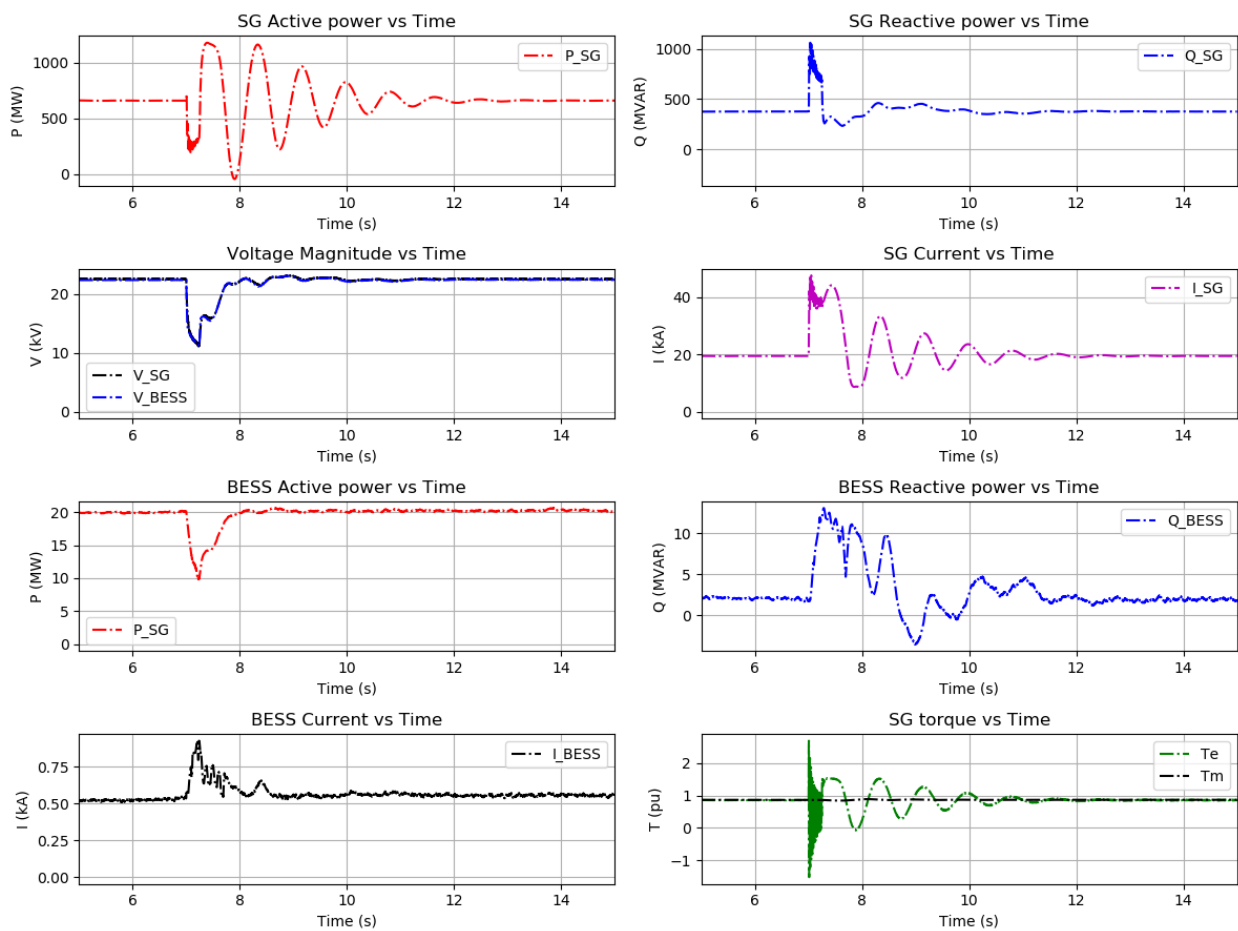 SG Active power vs Time
P (MW)
1000
500
0
P_SG
6 8 10 12 14
Time (s)
SG Reactive power vs Time
Q (MVAR)
1000
500
0
Q_SG
6 8 10 12 14
Time (s)
Voltage Magnitude vs Time
V (kV)
20
10
0
V_SG
V_BESS
6 8 10 12 14
Time (s)
SG Current vs Time
I (kA)
40
20
0
I_SG
6 8 10 12 14
Time (s)
BESS Active power vs Time
P (MW)
20
15
10
5
0
P_SG
6 8 10 12 14
Time (s)
BESS Reactive power vs Time
Q (MVAR)
10
5
0
Q_BESS
6 8 10 12 14
Time (s)
BESS Current vs Time
I (kA)
0.75
0.50
0.25
0.00
I_BESS
6 8 10 12 14
Time (s)
SG torque vs Time
T (pu)
2
1
0
−1
Te
Tm
6 8 10 12 14
Time (s)